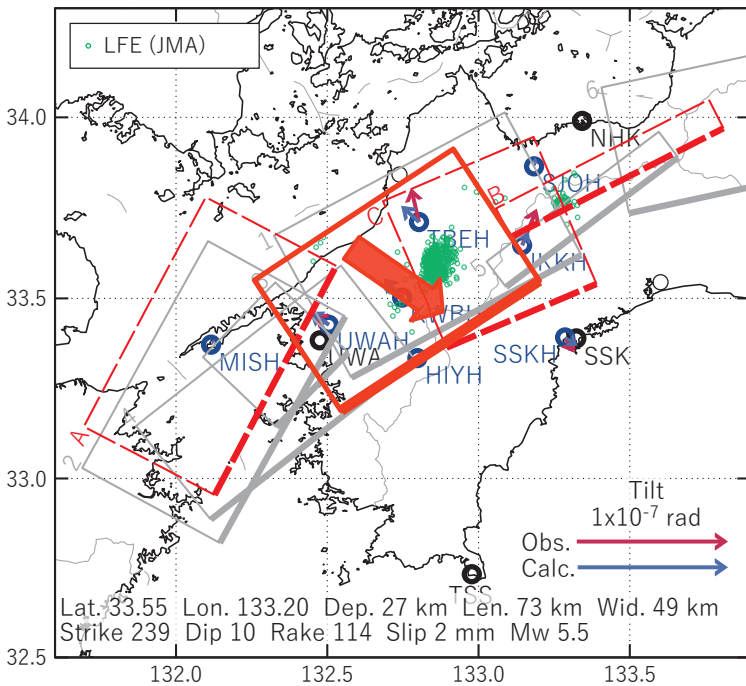 LFE (JMA)
34.0
33.5
33.0
32.5
132.0 132.5 133.0 133.5
6
NHK
SJOH
B
C
1
TBEH
IKKH
5
UWAH
UWA
MISH
HIYH
SSKH
SSK
A
2
TSS
Tilt
1x10⁻⁷ rad
Obs.
Calc.
Lat. 33.55 Lon. 133.20 Dep. 27 km Len. 73 km Wid. 49 km
Strike 239 Dip 10 Rake 114 Slip 2 mm Mw 5.5